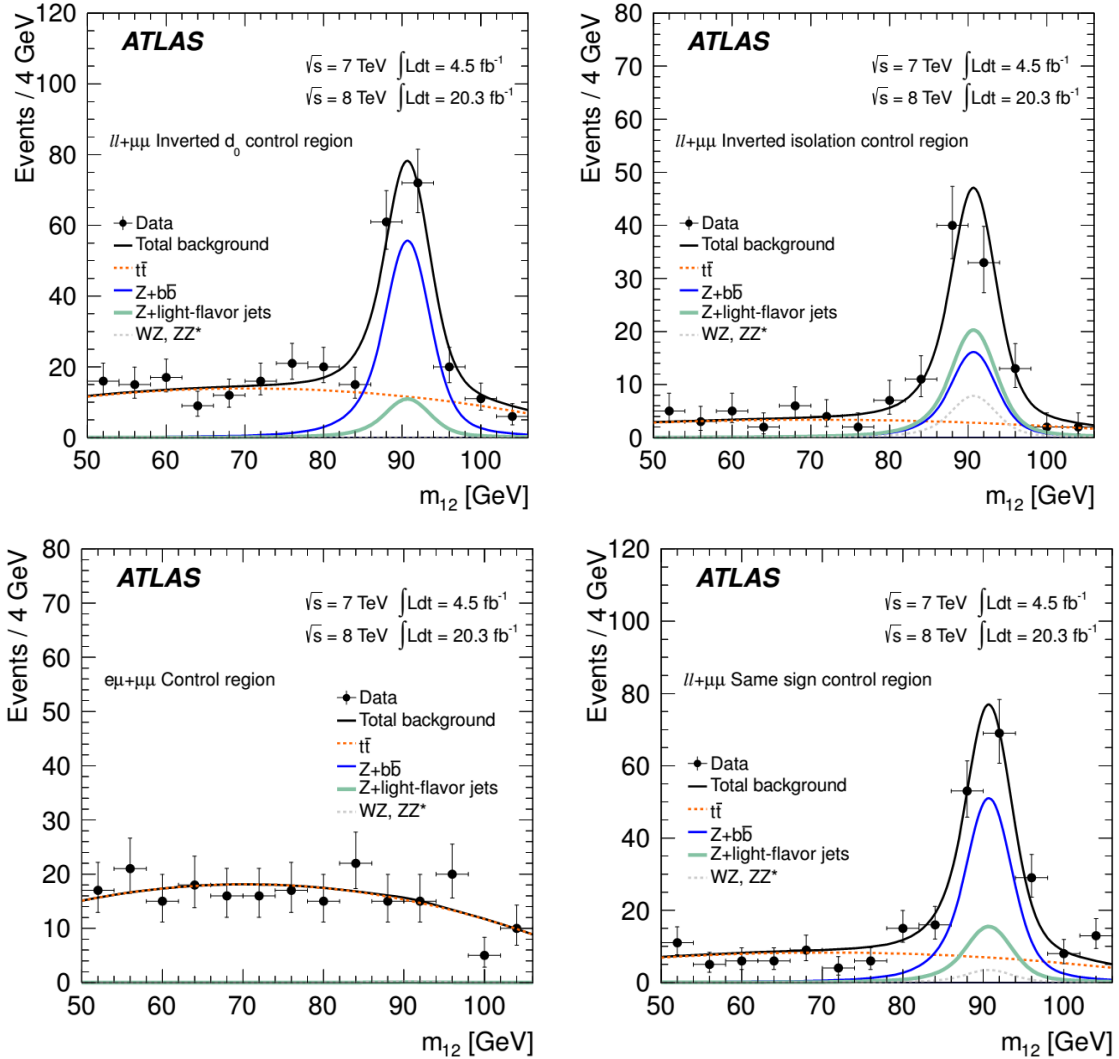 Events / 4 GeV
120
100
80
60
40
20
0
ATLAS
√s = 7 TeV ∫Ldt = 4.5 fb⁻¹
√s = 8 TeV ∫Ldt = 20.3 fb⁻¹
ll+μμ Inverted d₀ control region
Data
Total background
tt̄
Z+bb̄
Z+light-flavor jets
WZ, ZZ*
50 60 70 80 90 100
m₁₂ [GeV]
Events / 4 GeV
80
70
60
50
40
30
20
10
0
ATLAS
√s = 7 TeV ∫Ldt = 4.5 fb⁻¹
√s = 8 TeV ∫Ldt = 20.3 fb⁻¹
ll+μμ Inverted isolation control region
Data
Total background
tt̄
Z+bb̄
Z+light-flavor jets
WZ, ZZ*
50 60 70 80 90 100
m₁₂ [GeV]
Events / 4 GeV
80
70
60
50
40
30
20
10
0
ATLAS
√s = 7 TeV ∫Ldt = 4.5 fb⁻¹
√s = 8 TeV ∫Ldt = 20.3 fb⁻¹
eμ+μμ Control region
Data
Total background
tt̄
Z+bb̄
Z+light-flavor jets
WZ, ZZ*
50 60 70 80 90 100
m₁₂ [GeV]
Events / 4 GeV
120
100
80
60
40
20
0
ATLAS
√s = 7 TeV ∫Ldt = 4.5 fb⁻¹
√s = 8 TeV ∫Ldt = 20.3 fb⁻¹
ll+μμ Same sign control region
Data
Total background
tt̄
Z+bb̄
Z+light-flavor jets
WZ, ZZ*
50 60 70 80 90 100
m₁₂ [GeV]